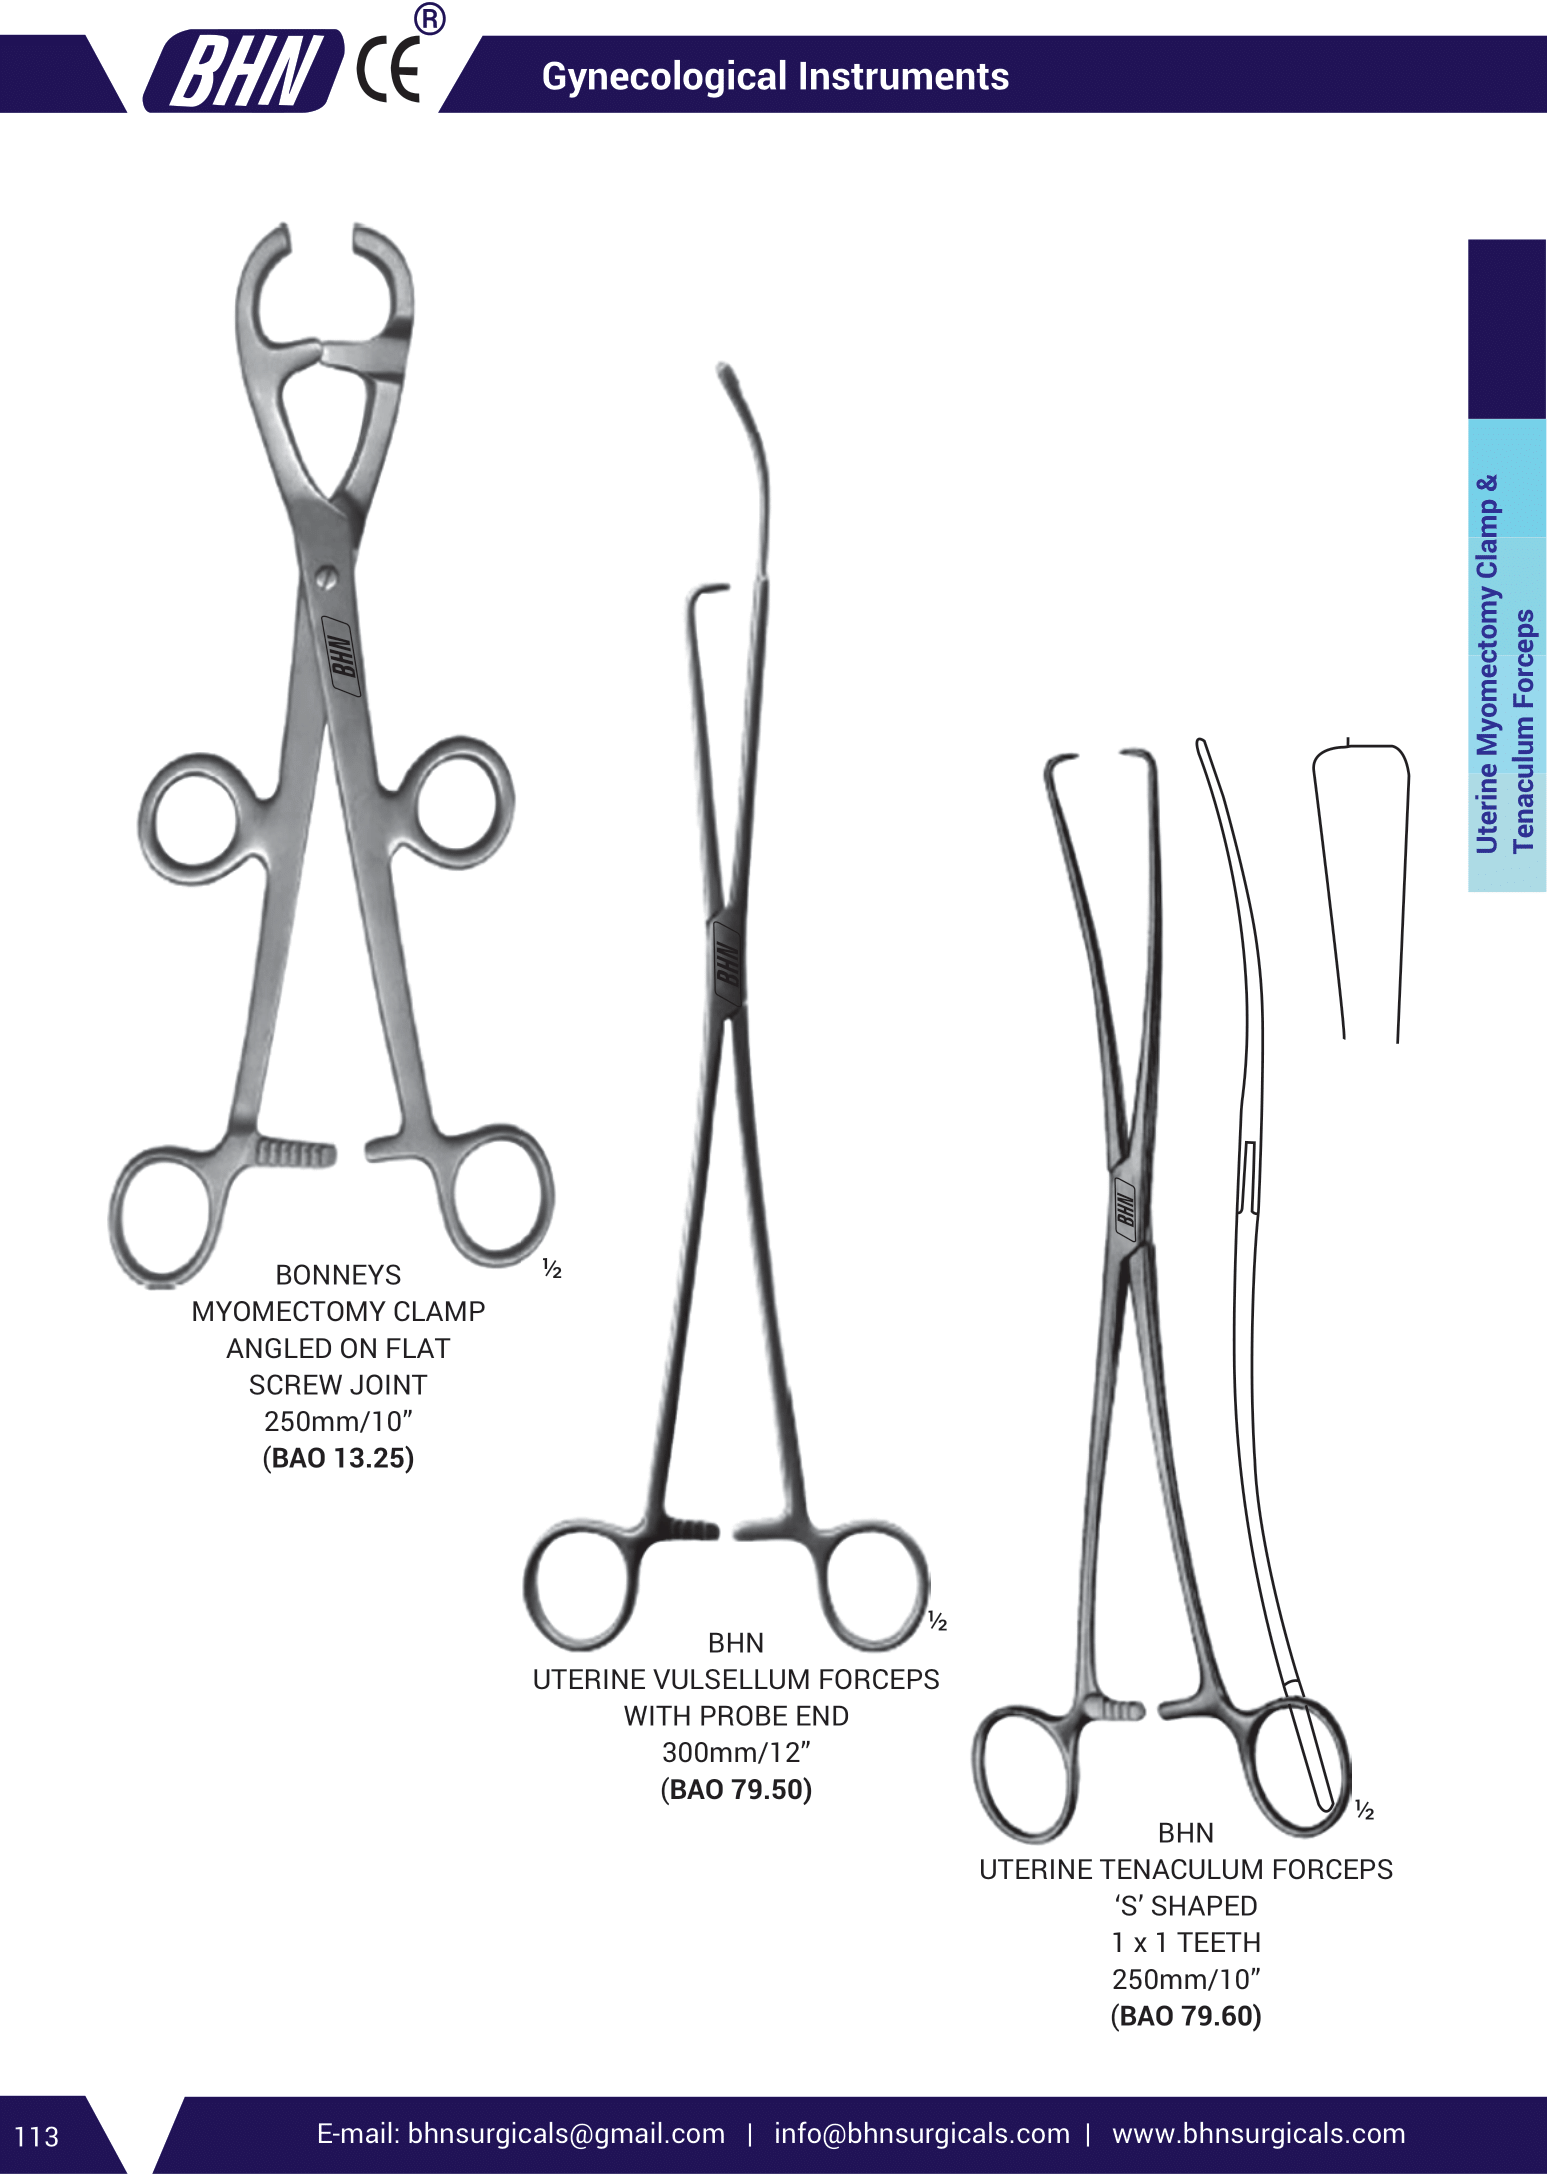 BHN CE ®
Gynecological Instruments
Uterine Myomectomy Clamp &
Tenaculum Forceps
BHN
½
BONNEYS
MYOMECTOMY CLAMP
ANGLED ON FLAT
SCREW JOINT
250mm/10”
(BAO 13.25)
BHN
½
BHN
UTERINE VULSELLUM FORCEPS
WITH PROBE END
300mm/12”
(BAO 79.50)
BHN
½
BHN
UTERINE TENACULUM FORCEPS
‘S’ SHAPED
1 x 1 TEETH
250mm/10”
(BAO 79.60)
113
E-mail: bhnsurgicals@gmail.com | info@bhnsurgicals.com | www.bhnsurgicals.com